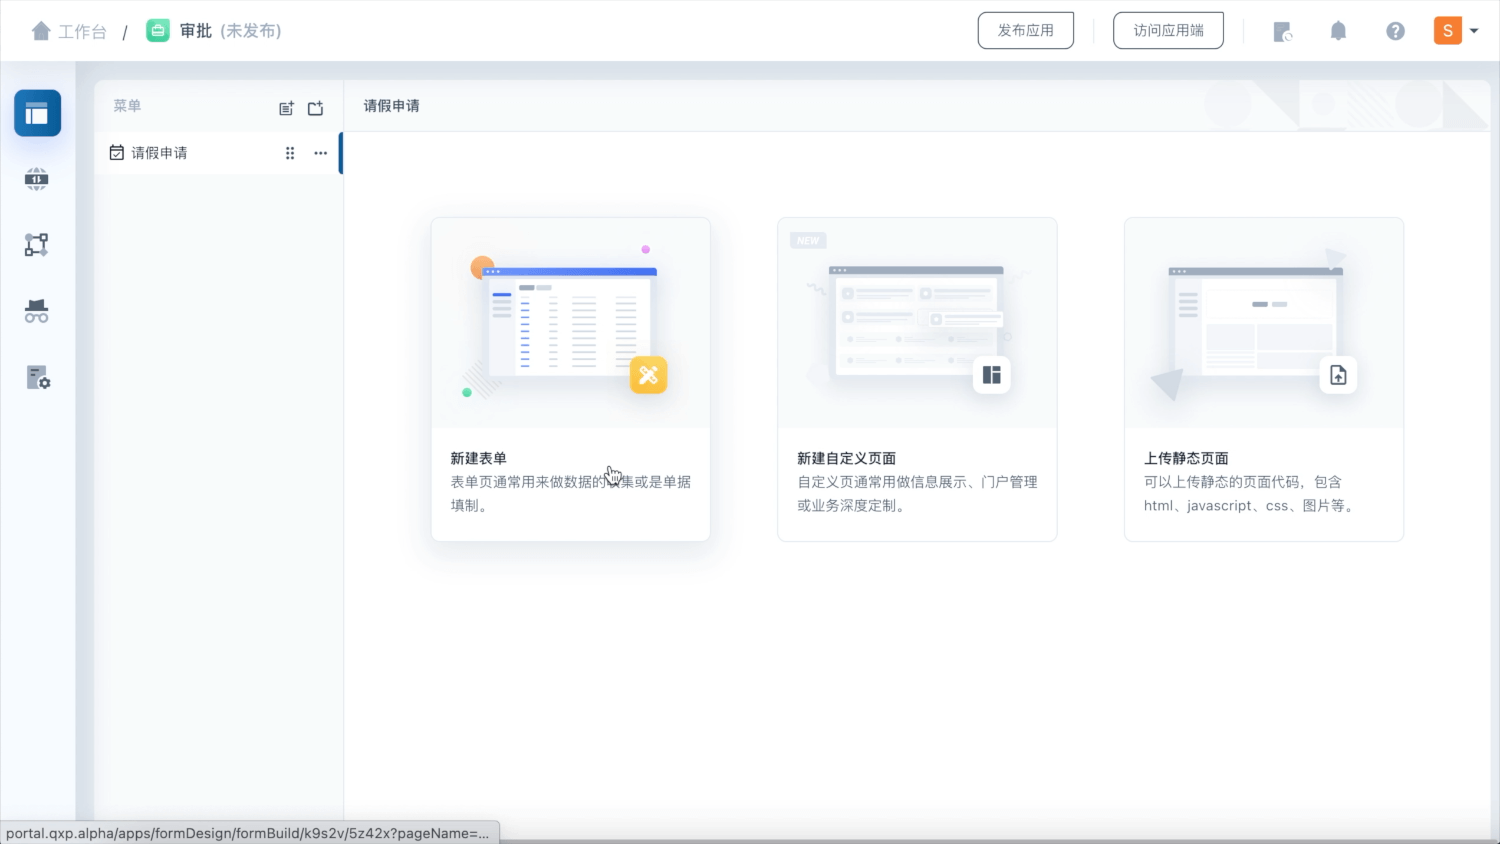 工作台 / 审批 (未发布)
发布应用
访问应用端
S
菜单
请假申请
请假申请
NEW
新建表单
表单页通常用来做数据的收集或是单据
填制。
新建自定义页面
自定义页通常用做信息展示、门户管理
或业务深度定制。
上传静态页面
可以上传静态的页面代码，包含
html、javascript、css、图片等。
portal.qxp.alpha/apps/formDesign/formBuild/k9s2v/5z42x?pageName=...